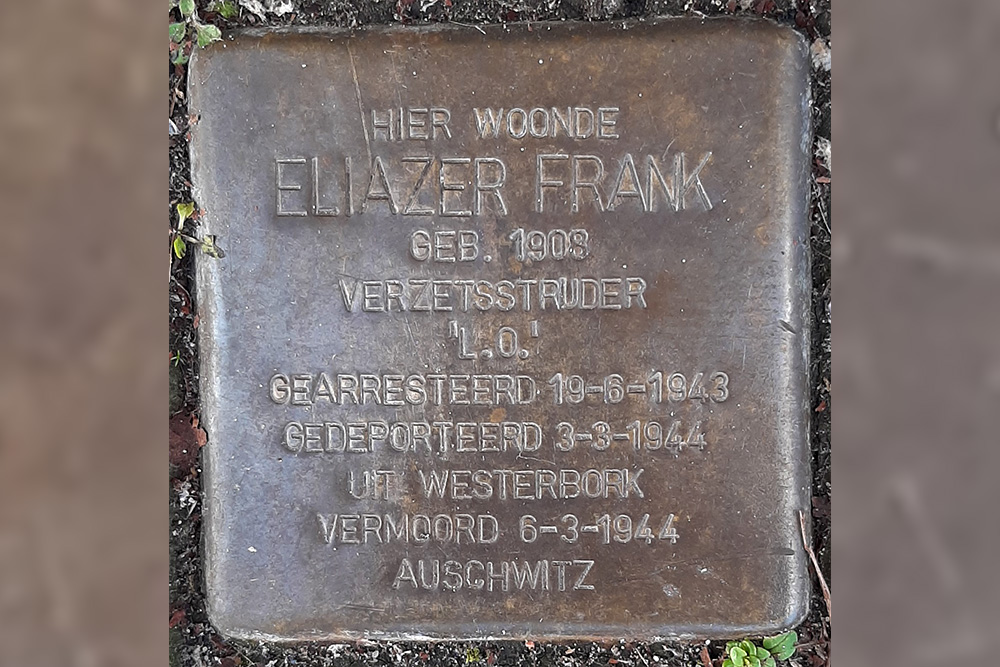 HIER WOONDE
ELIAZER FRANK
GEB. 1908
VERZETSSTRIJDER
'L.O.'
GEARRESTEERD 19-6-1943
GEDEPORTEERD 3-3-1944
UIT WESTERBORK
VERMOORD 6-3-1944
AUSCHWITZ